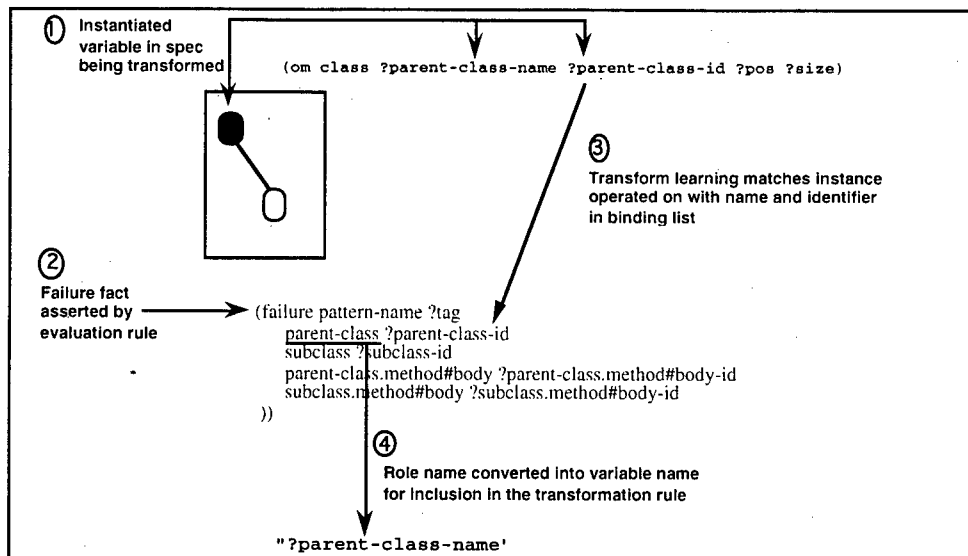 ① Instantiated
variable in spec
being transformed
(om class ?parent-class-name ?parent-class-id ?pos ?size)
③
Transform learning matches instance
operated on with name and identifier
in binding list
②
Failure fact
asserted by
evaluation rule
(failure pattern-name ?tag
parent-class ?parent-class-id
subclass ?subclass-id
parent-class.method#body ?parent-class.method#body-id
subclass.method#body ?subclass.method#body-id
))
④
Role name converted into variable name
for Inclusion in the transformation rule
"?parent-class-name'